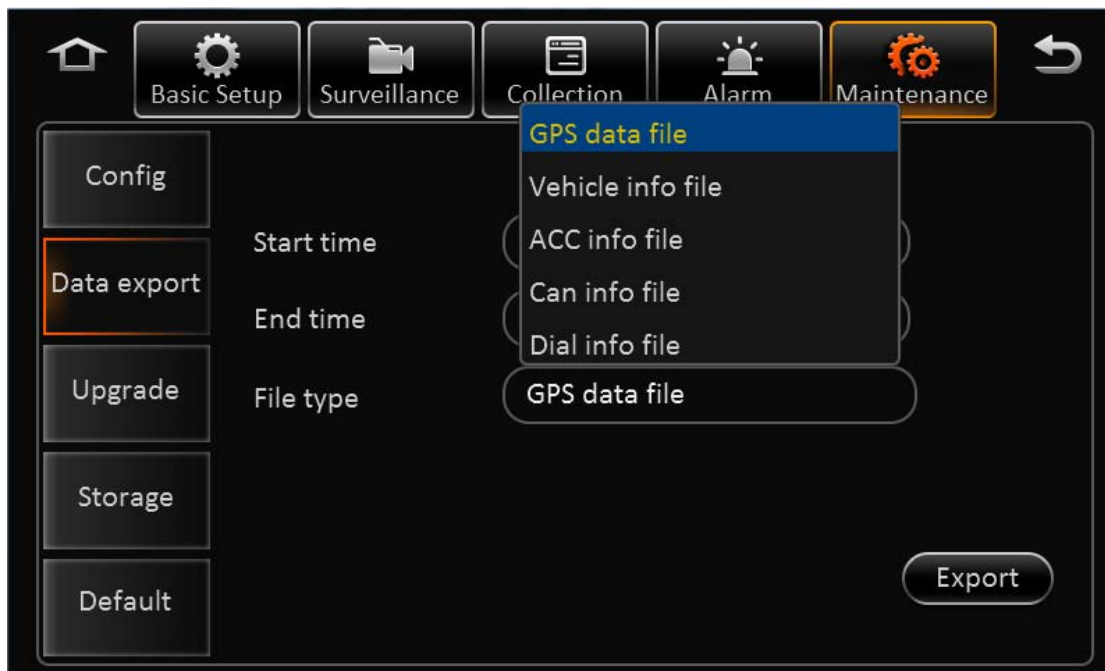 Basic Setup
Surveillance
Collection
Alarm
Maintenance
Config
Data export
Upgrade
Storage
Default
Start time
End time
File type
GPS data file
Vehicle info file
ACC info file
Can info file
Dial info file
GPS data file
Export